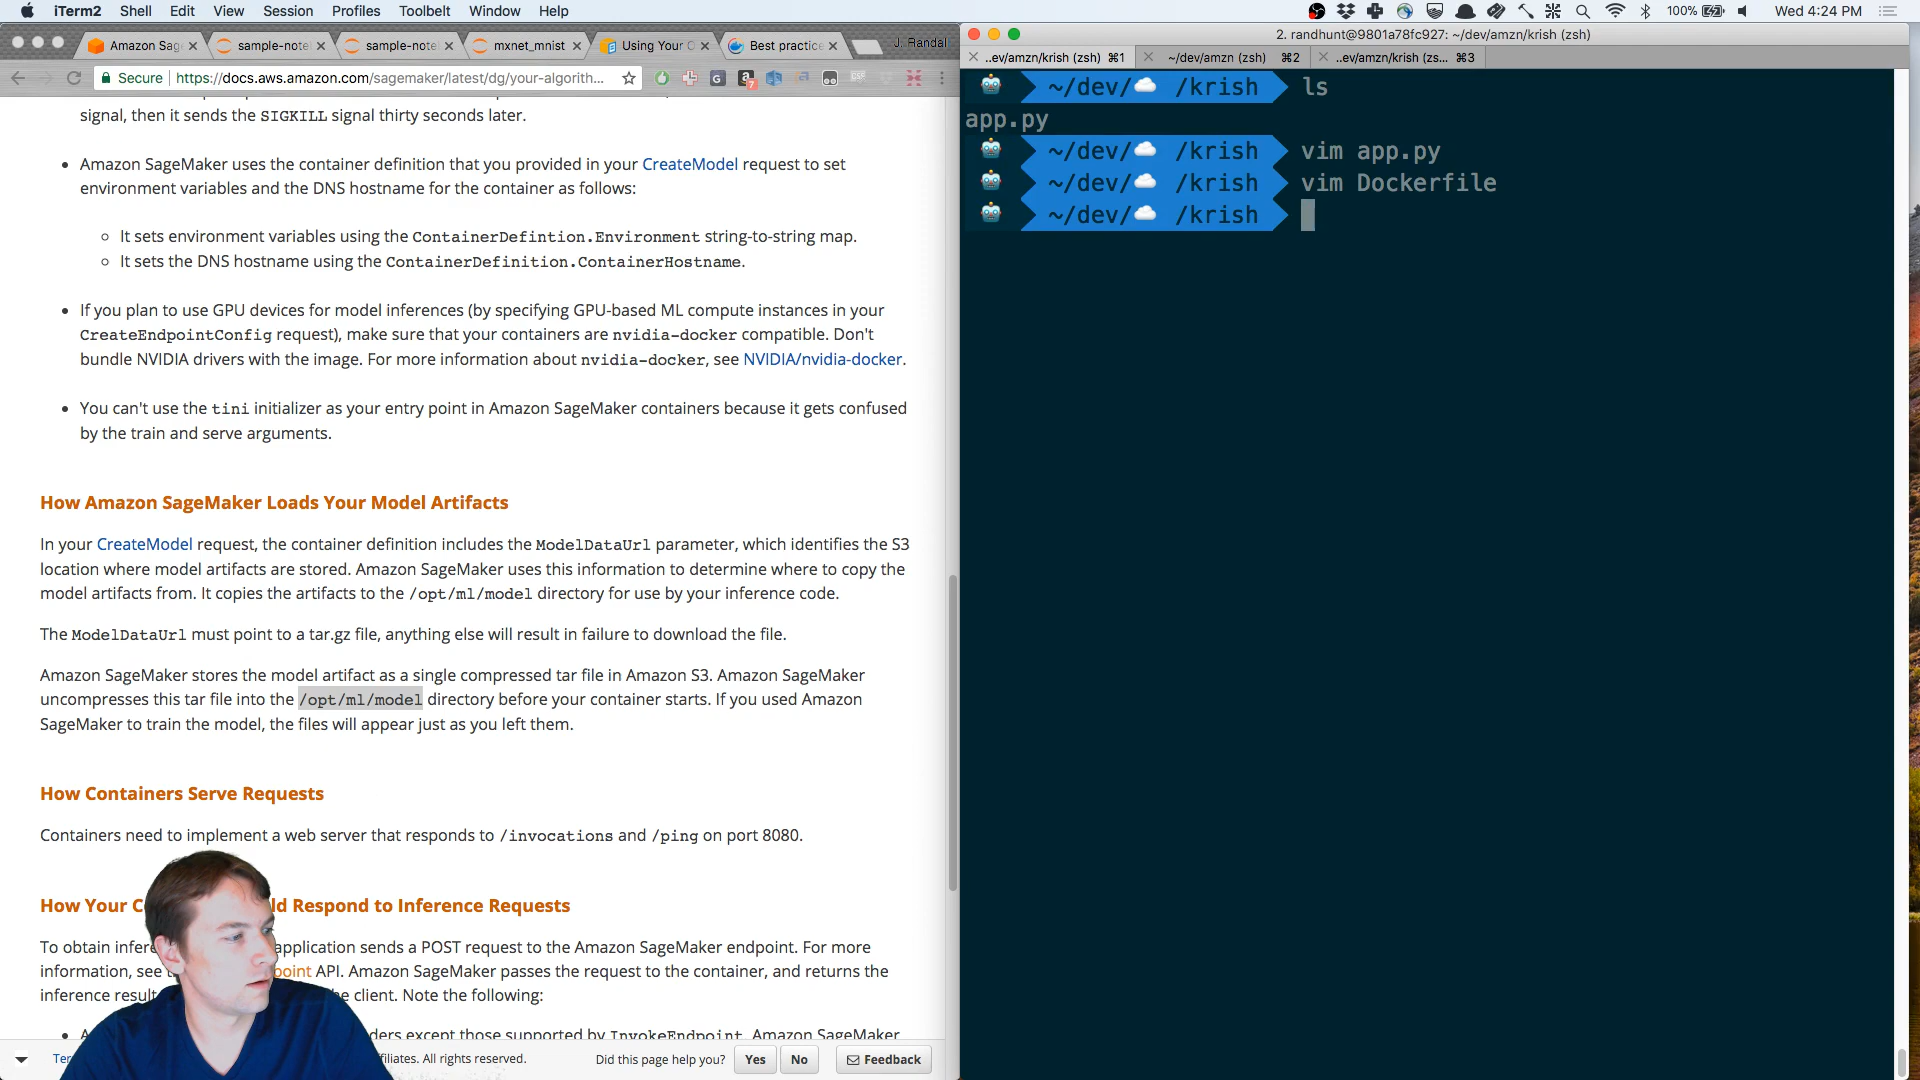 iTerm2 Shell Edit View Session Profiles Toolbelt Window Help 100% Wed 4:24 PM
Amazon Sag sample-note sample-note mxnet_mnist Using Your Best practice J. Randal
Secure https://docs.aws.amazon.com/sagemaker/latest/dg/your-algorith...
signal, then it sends the SIGKILL signal thirty seconds later.
Amazon SageMaker uses the container definition that you provided in your CreateModel request to set
environment variables and the DNS hostname for the container as follows:
It sets environment variables using the ContainerDefintion.Environment string-to-string map.
It sets the DNS hostname using the ContainerDefinition.ContainerHostname.
If you plan to use GPU devices for model inferences (by specifying GPU-based ML compute instances in your
CreateEndpointConfig request), make sure that your containers are nvidia-docker compatible. Don't
bundle NVIDIA drivers with the image. For more information about nvidia-docker, see NVIDIA/nvidia-docker.
You can't use the tini initializer as your entry point in Amazon SageMaker containers because it gets confused
by the train and serve arguments.
How Amazon SageMaker Loads Your Model Artifacts
In your CreateModel request, the container definition includes the ModelDataUrl parameter, which identifies the S3
location where model artifacts are stored. Amazon SageMaker uses this information to determine where to copy the
model artifacts from. It copies the artifacts to the /opt/ml/model directory for use by your inference code.
The ModelDataUrl must point to a tar.gz file, anything else will result in failure to download the file.
Amazon SageMaker stores the model artifact as a single compressed tar file in Amazon S3. Amazon SageMaker
uncompresses this tar file into the /opt/ml/model directory before your container starts. If you used Amazon
SageMaker to train the model, the files will appear just as you left them.
How Containers Serve Requests
Containers need to implement a web server that responds to /invocations and /ping on port 8080.
How Your C ld Respond to Inference Requests
To obtain infere application sends a POST request to the Amazon SageMaker endpoint. For more
information, see t point API. Amazon SageMaker passes the request to the container, and returns the
inference result e client. Note the following:
ders except those supported by InvokeEndpoint. Amazon SageMaker
Ter filiates. All rights reserved. Did this page help you? Yes No Feedback
2. randhunt@9801a78fc927: ~/dev/amzn/krish (zsh)
..ev/amzn/krish (zsh) ⌘1 ~/dev/amzn (zsh) ⌘2 ..ev/amzn/krish (zs... ⌘3
~/dev/☁️ /krish ls
app.py
~/dev/☁️ /krish vim app.py
~/dev/☁️ /krish vim Dockerfile
~/dev/☁️ /krish